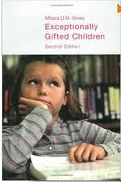 Miraca U.M. Gross
Exceptionally
Gifted Children
Second Edition